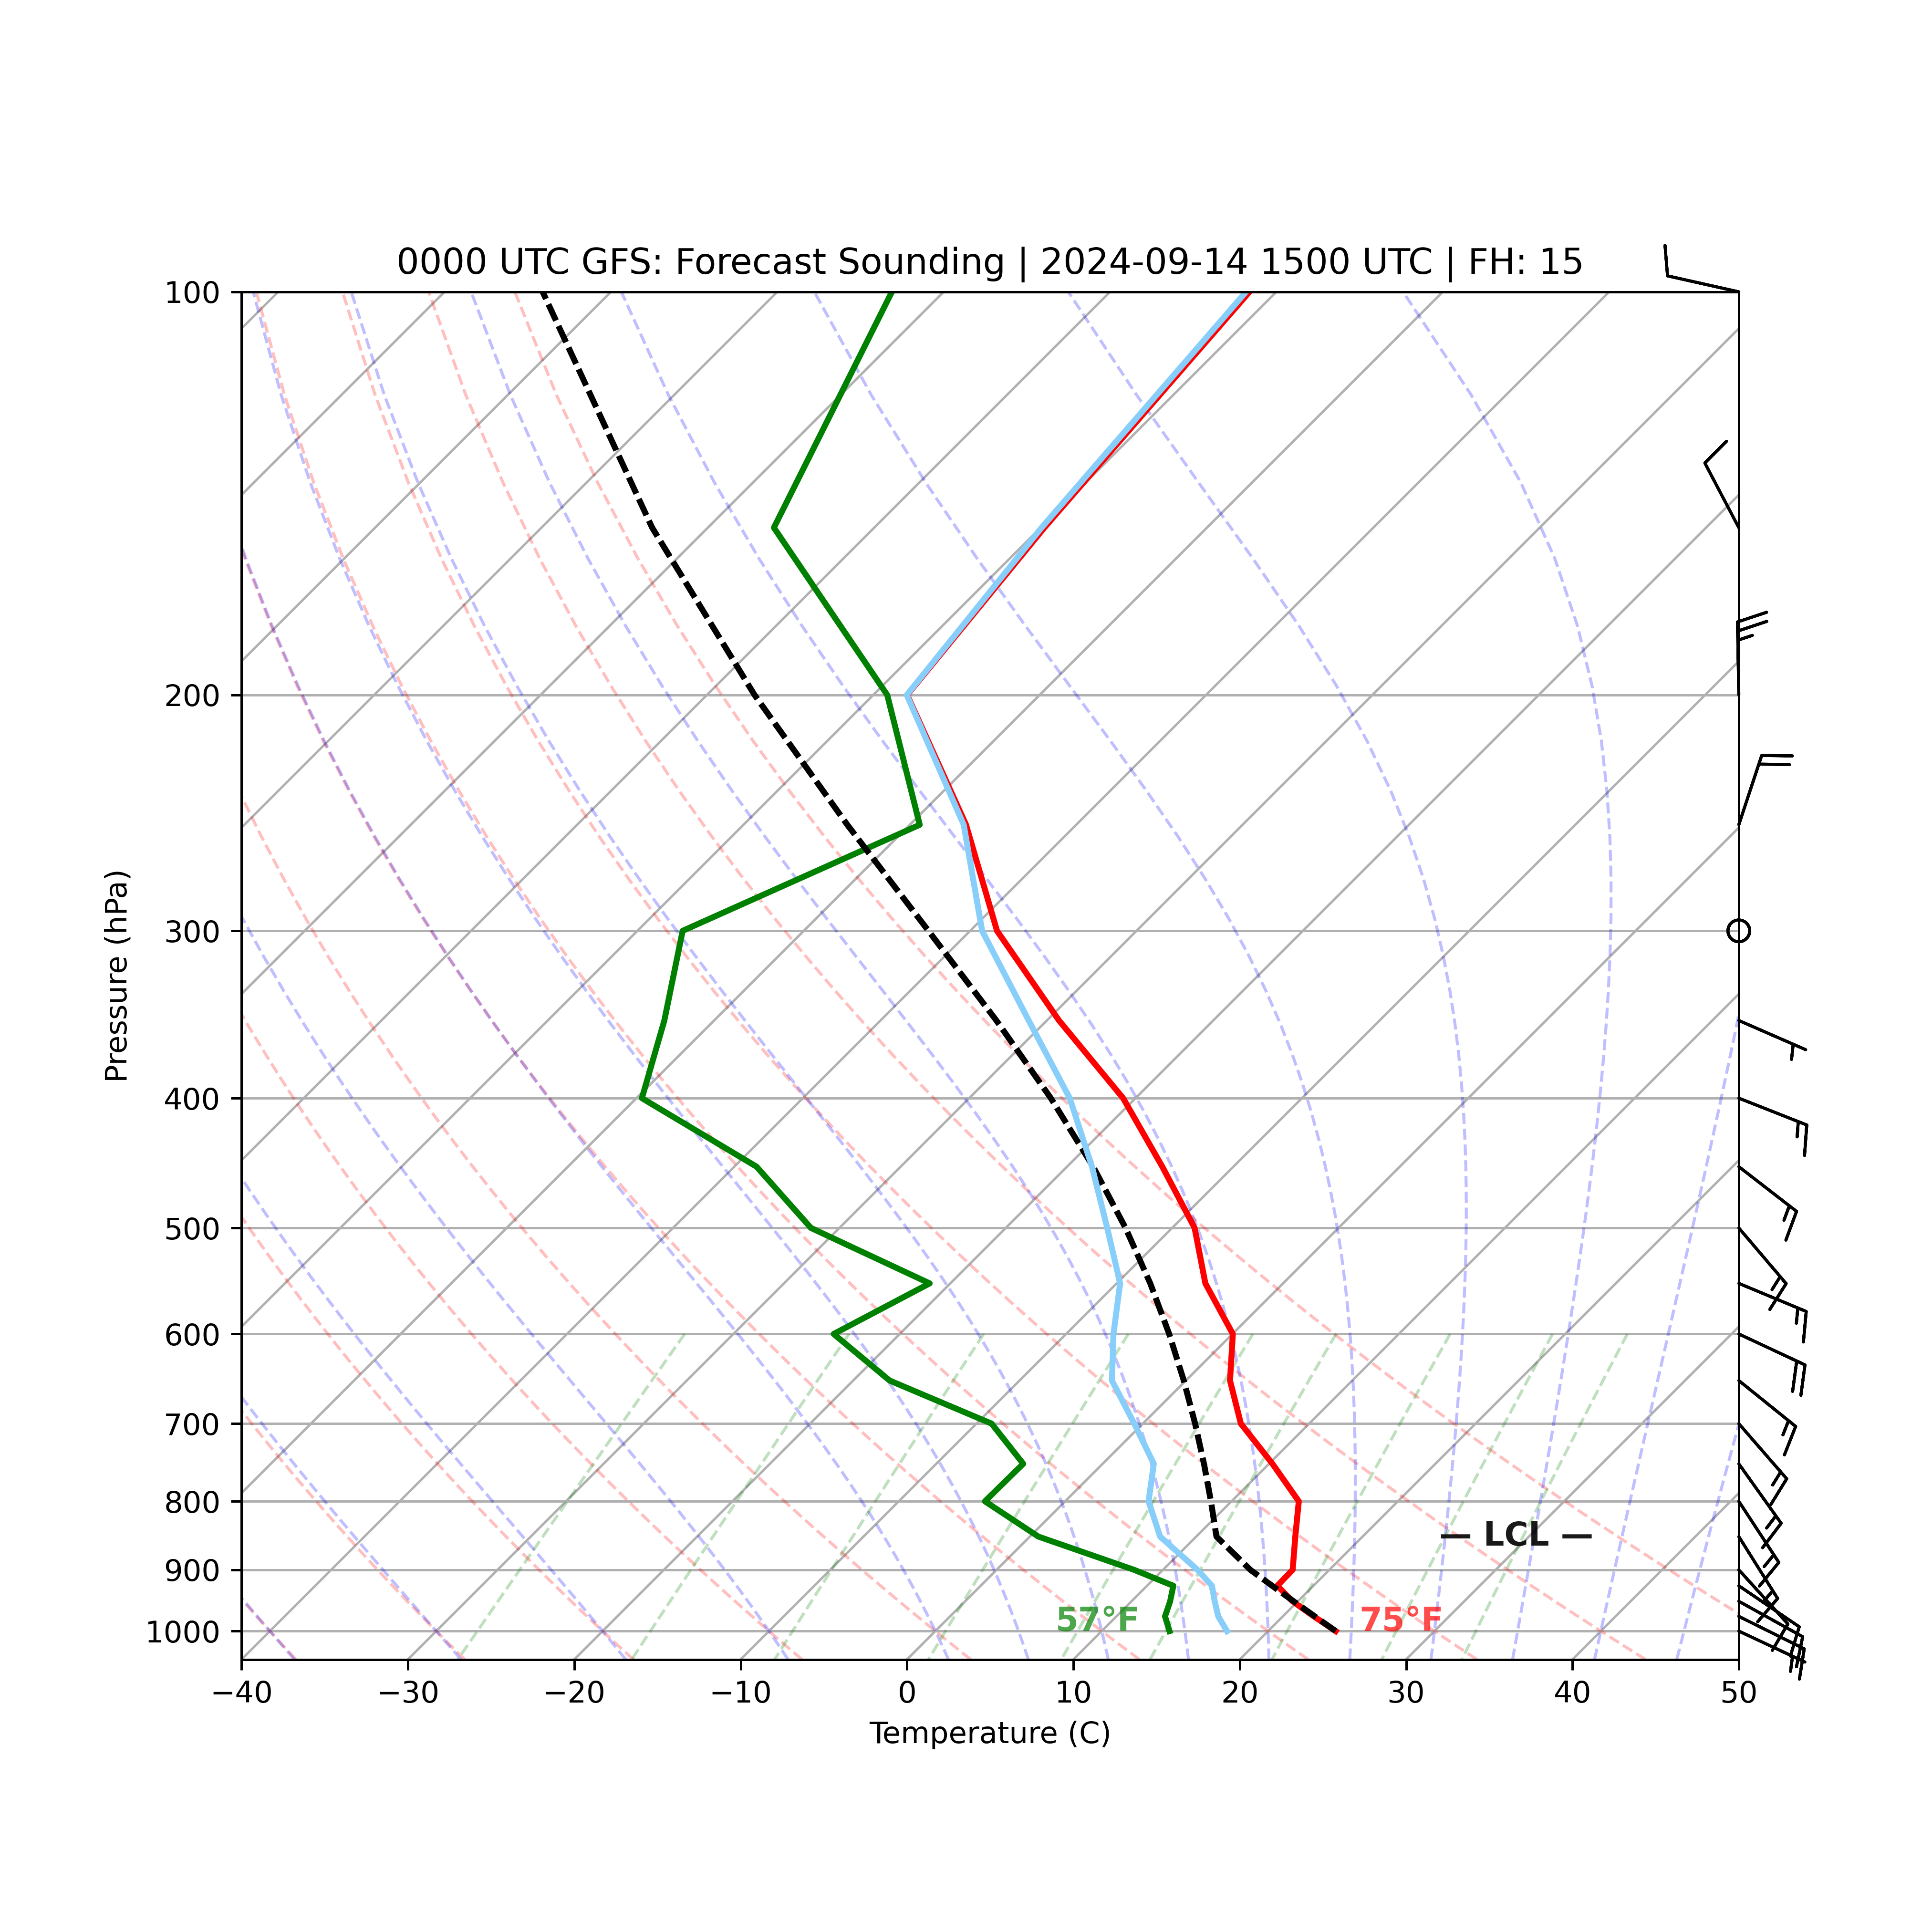 0000 UTC GFS: Forecast Sounding | 2024-09-14 1500 UTC | FH: 15
100
200
300
400
500
600
700
800
900
1000
Pressure (hPa)
— LCL —
57°F
75°F
−40 −30 −20 −10 0 10 20 30 40 50
Temperature (C)